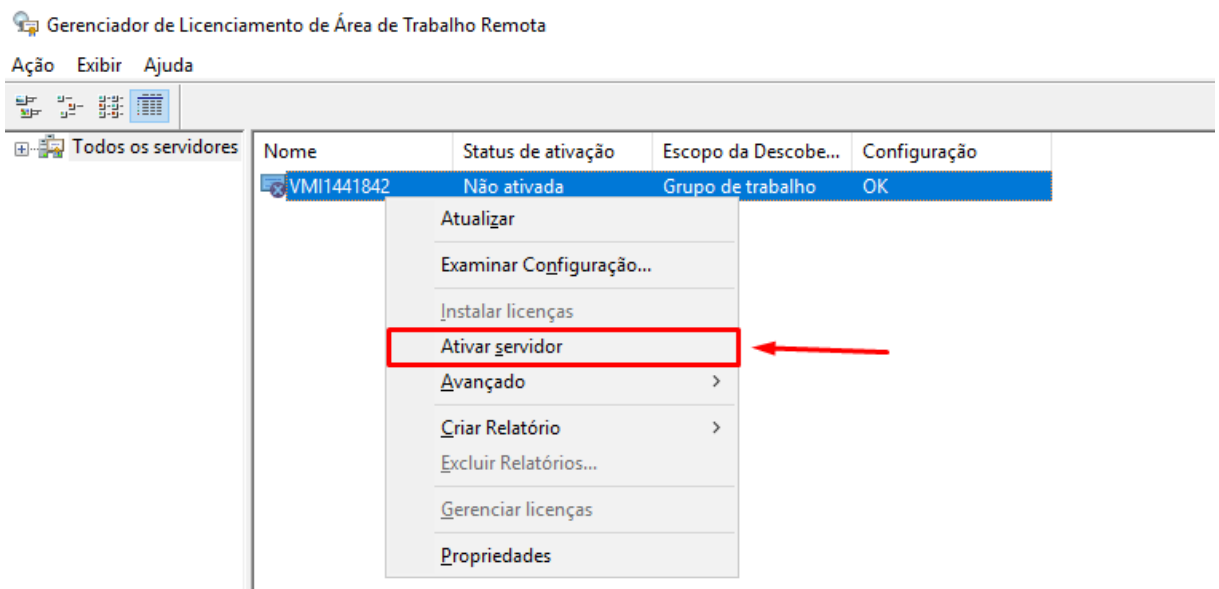 Gerenciador de Licenciamento de Área de Trabalho Remota
Ação Exibir Ajuda
Todos os servidores
Nome Status de ativação Escopo da Descobe... Configuração
VMI1441842 Não ativada Grupo de trabalho OK
Atualizar
Examinar Configuração...
Instalar licenças
Ativar servidor
Avançado
Criar Relatório
Excluir Relatórios...
Gerenciar licenças
Propriedades